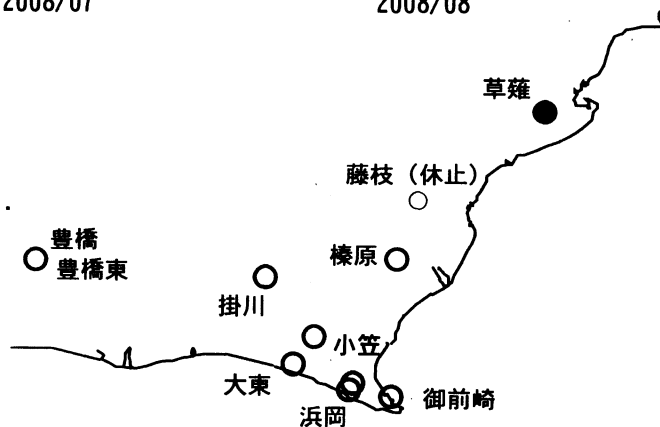 2008/07
2008/08
草薙
藤枝（休止）
豊橋
豊橋東
榛原
掛川
小笠
大東
御前崎
浜岡